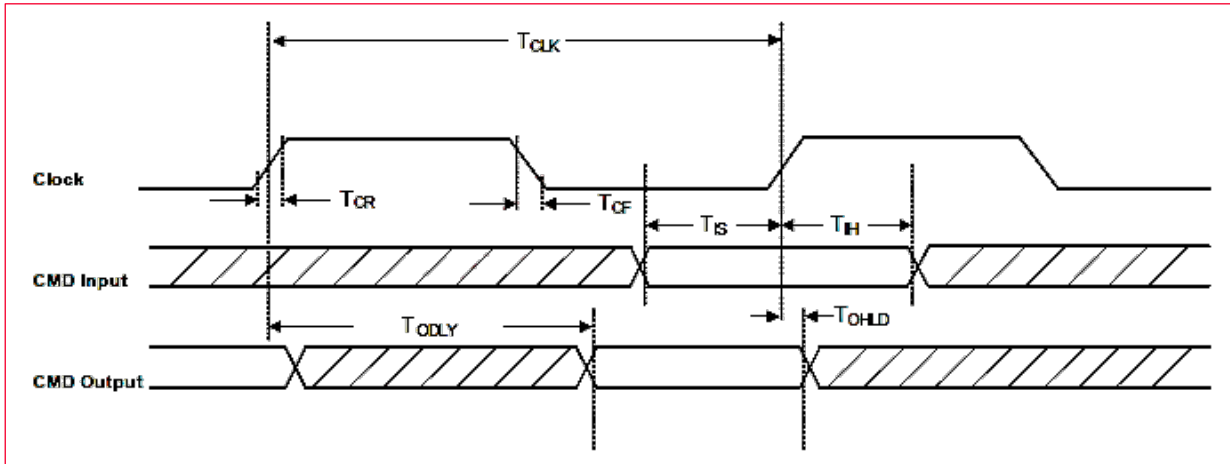 TCLK
Clock
TCR
TCF
TIS
TIH
CMD Input
TODLY
TOHLD
CMD Output